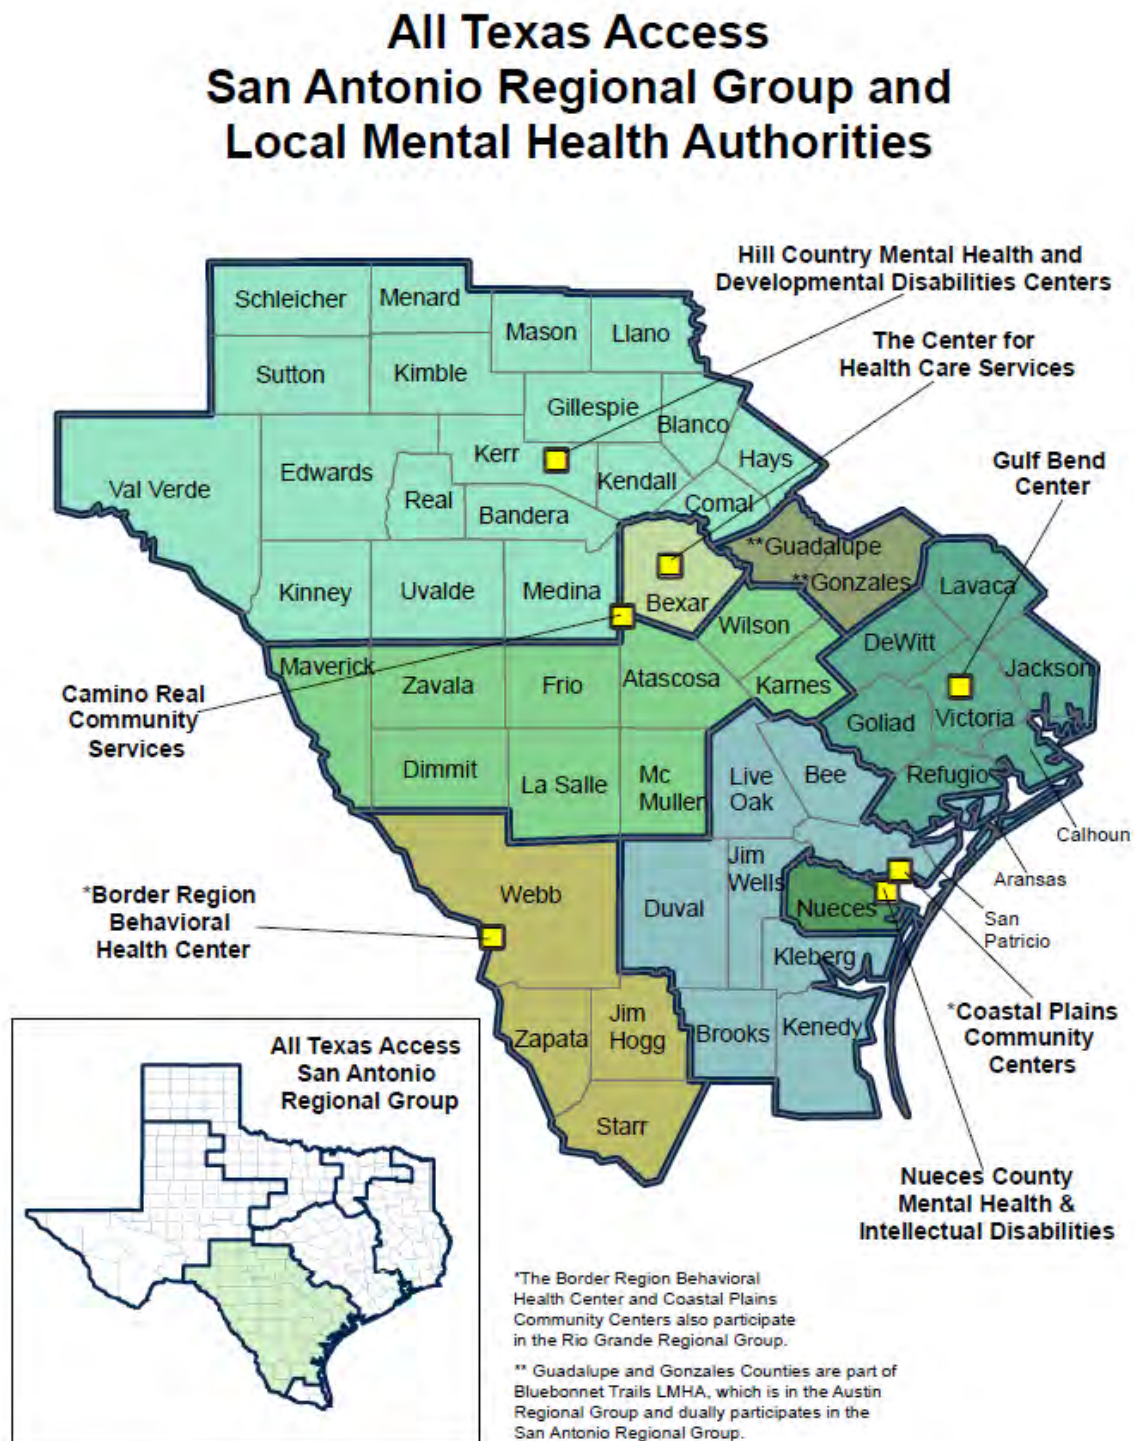 All Texas Access
San Antonio Regional Group and
Local Mental Health Authorities
Hill Country Mental Health and
Developmental Disabilities Centers
The Center for
Health Care Services
Gulf Bend
Center
Schleicher
Menard
Mason
Llano
Sutton
Kimble
Gillespie
Blanco
Hays
Val Verde
Edwards
Kerr
Real
Kendall
Comal
Bandera
**Guadalupe
**Gonzales
Kinney
Uvalde
Medina
Bexar
Lavaca
Wilson
DeWitt
Jackson
Maverick
Zavala
Frio
Atascosa
Karnes
Goliad
Victoria
Camino Real
Community
Services
Dimmit
La Salle
Mc
Mullen
Live
Oak
Bee
Refugio
Calhoun
Aransas
San
Patricio
Jim
Wells
Duval
Nueces
Kleberg
Webb
*Border Region
Behavioral
Health Center
Zapata
Jim
Hogg
Brooks
Kenedy
Starr
*Coastal Plains
Community
Centers
Nueces County
Mental Health &
Intellectual Disabilities
All Texas Access
San Antonio
Regional Group
*The Border Region Behavioral
Health Center and Coastal Plains
Community Centers also participate
in the Rio Grande Regional Group.
** Guadalupe and Gonzales Counties are part of
Bluebonnet Trails LMHA, which is in the Austin
Regional Group and dually participates in the
San Antonio Regional Group.